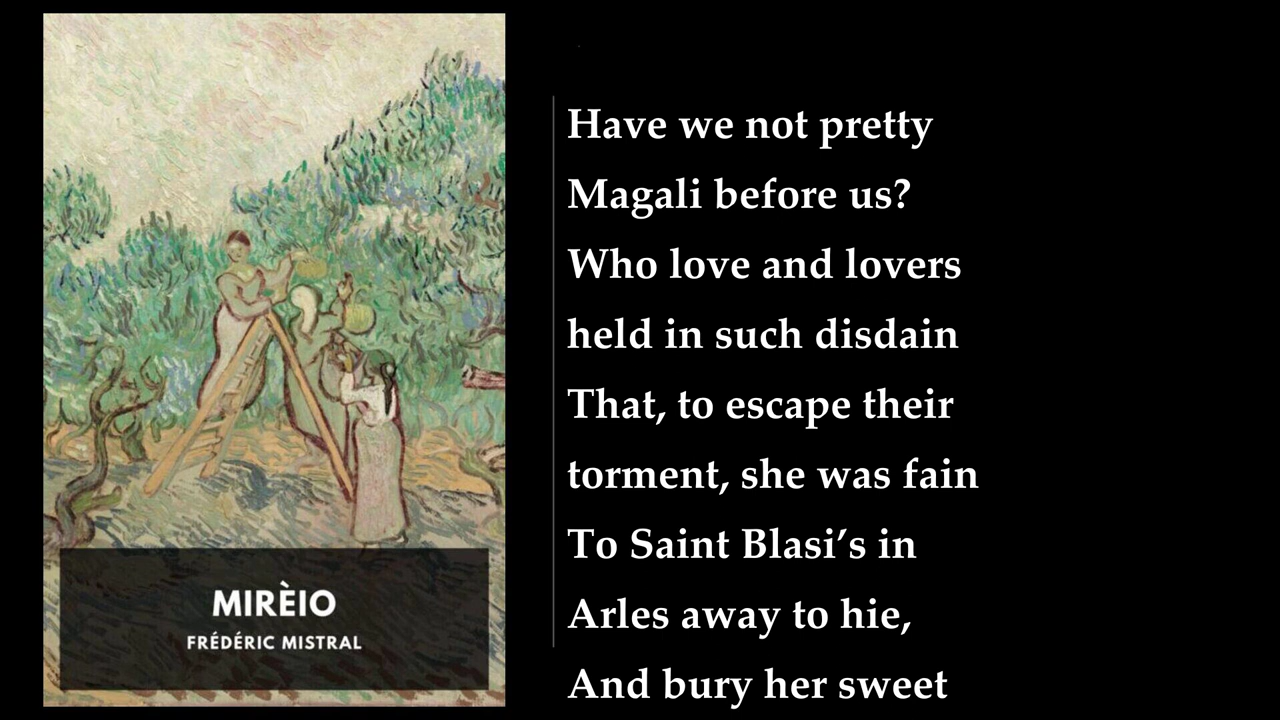 MIRÈIO
FRÉDÉRIC MISTRAL
Have we not pretty
Magali before us?
Who love and lovers
held in such disdain
That, to escape their
torment, she was fain
To Saint Blasi’s in
Arles away to hie,
And bury her sweet